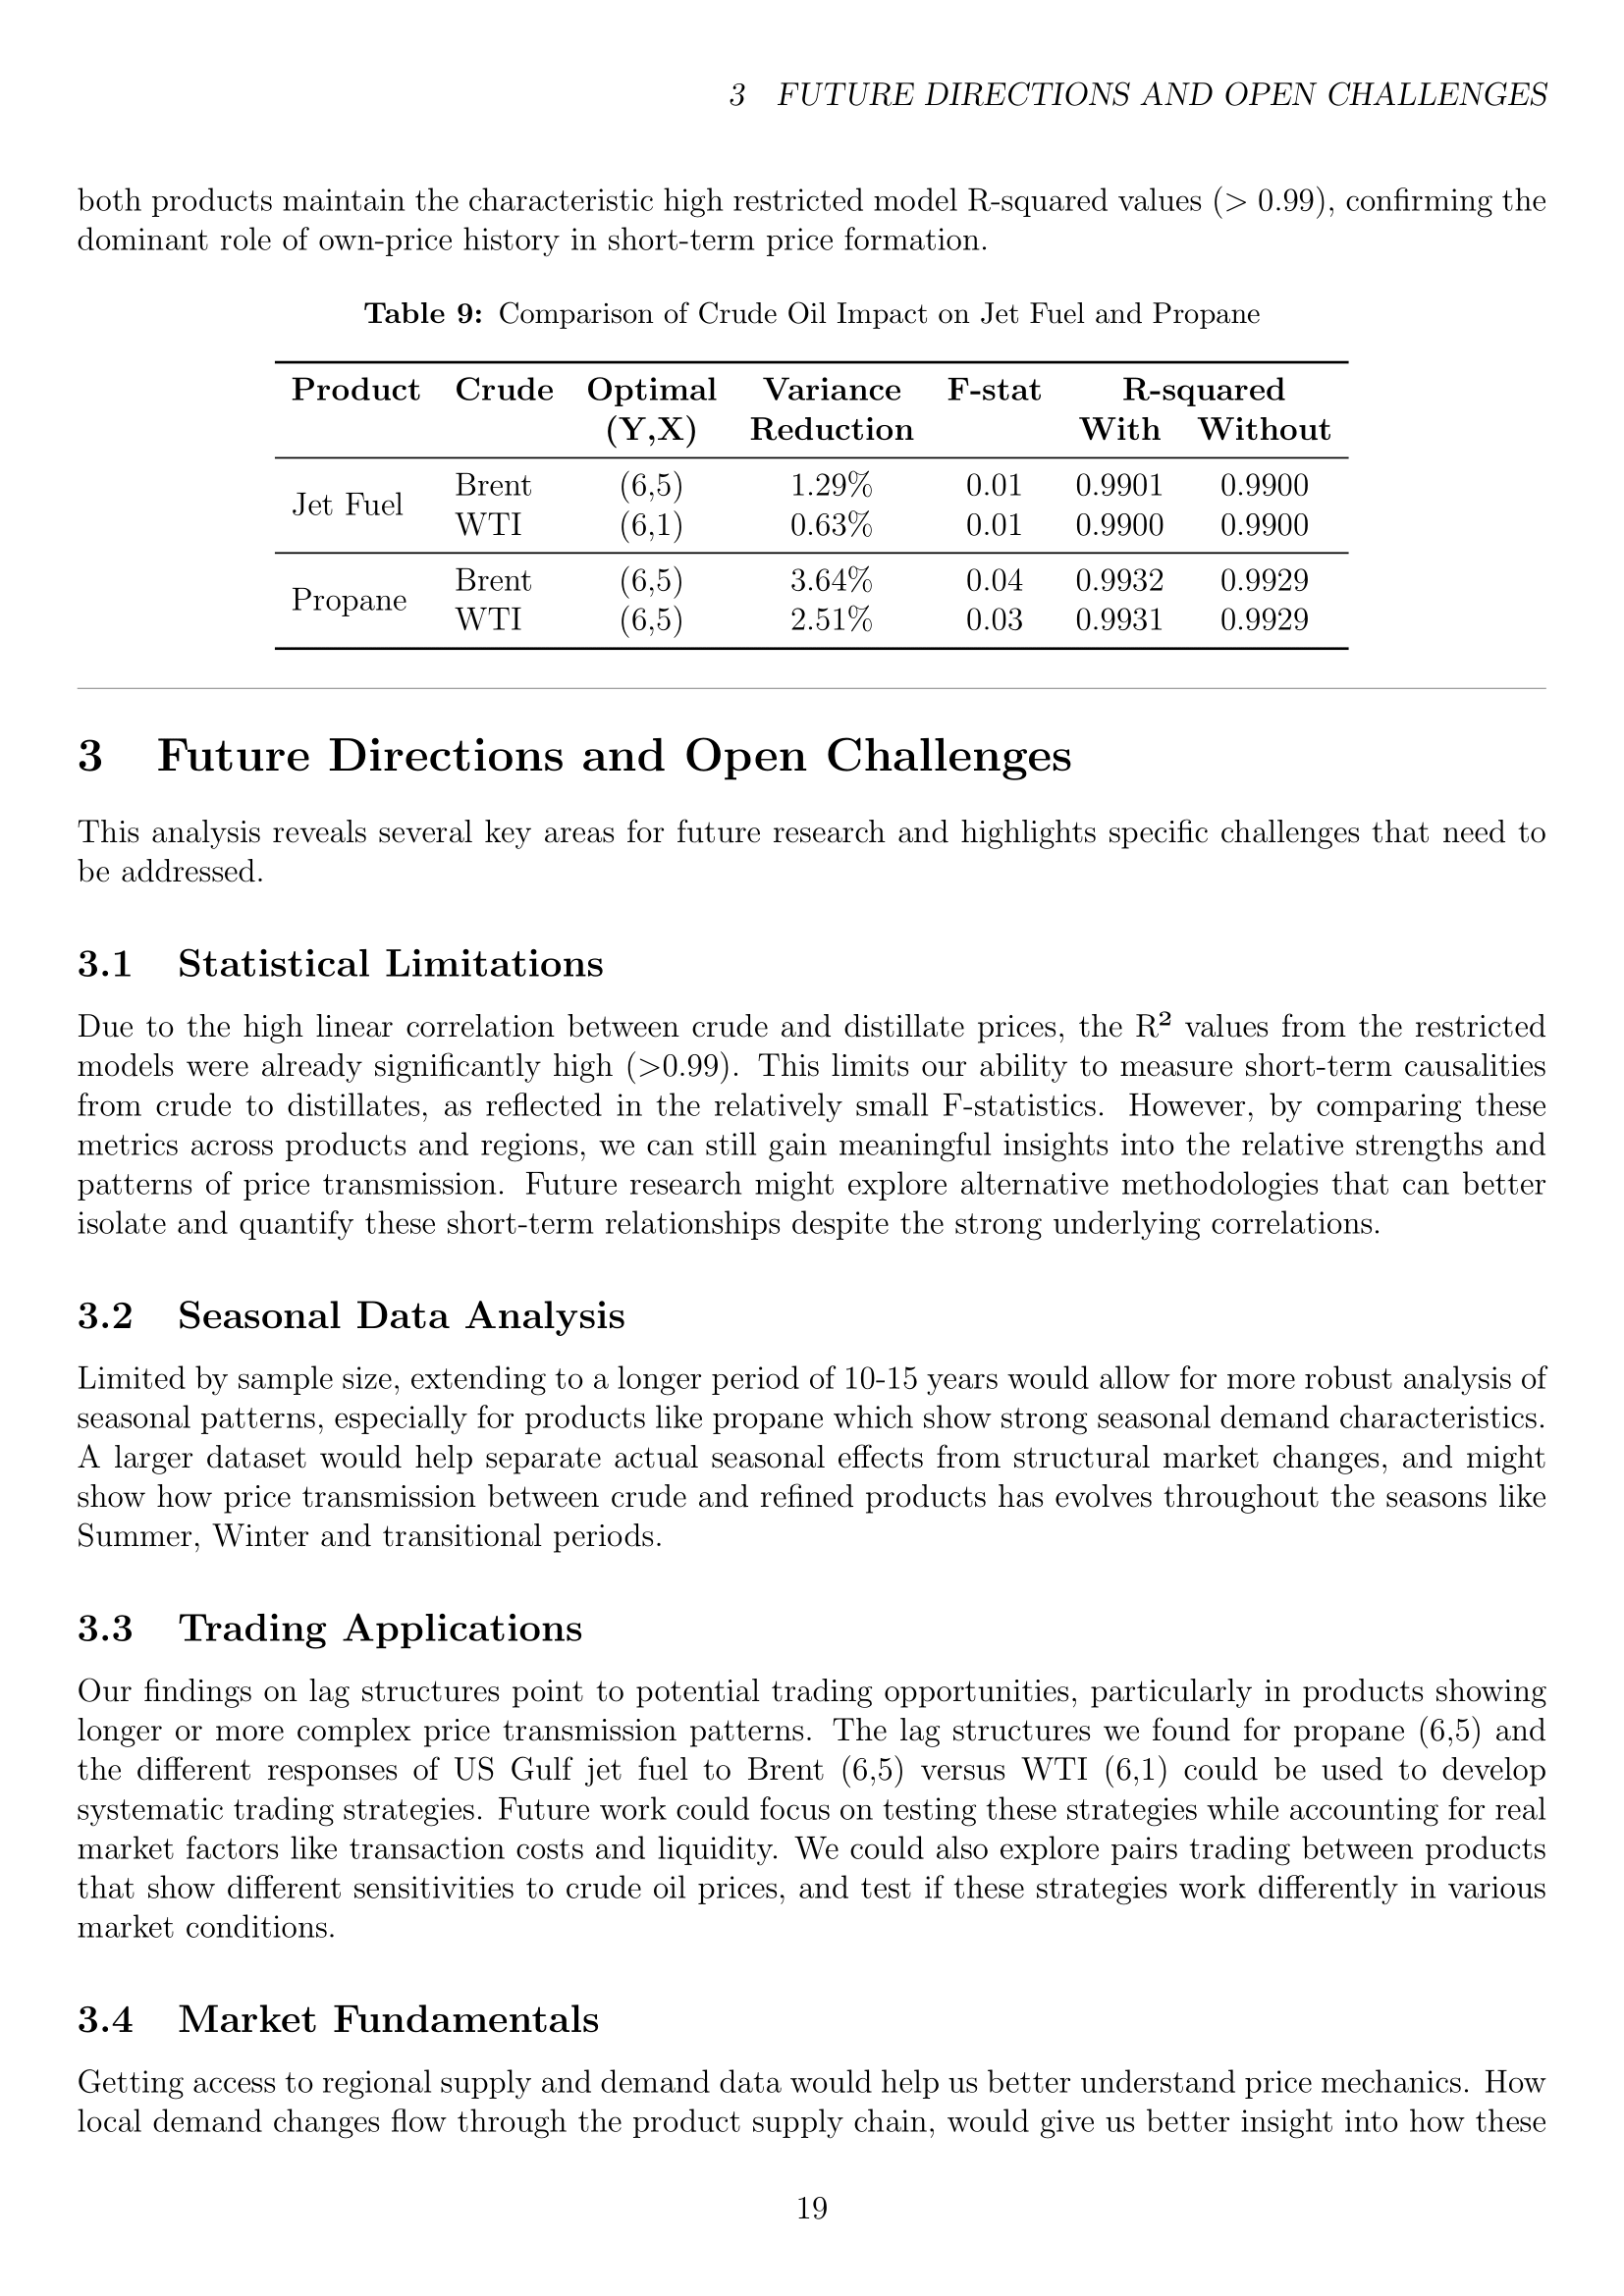 3 FUTURE DIRECTIONS AND OPEN CHALLENGES
both products maintain the characteristic high restricted model R-squared values (> 0.99), confirming the
dominant role of own-price history in short-term price formation.
Table 9: Comparison of Crude Oil Impact on Jet Fuel and Propane
Product Crude Optimal Variance F-stat R-squared
(Y,X) Reduction With Without
Jet Fuel
Brent (6,5) 1.29% 0.01 0.9901 0.9900
WTI (6,1) 0.63% 0.01 0.9900 0.9900
Propane
Brent (6,5) 3.64% 0.04 0.9932 0.9929
WTI (6,5) 2.51% 0.03 0.9931 0.9929
3 Future Directions and Open Challenges
This analysis reveals several key areas for future research and highlights specific challenges that need to
be addressed.
3.1 Statistical Limitations
Due to the high linear correlation between crude and distillate prices, the R² values from the restricted
models were already significantly high (>0.99). This limits our ability to measure short-term causalities
from crude to distillates, as reflected in the relatively small F-statistics. However, by comparing these
metrics across products and regions, we can still gain meaningful insights into the relative strengths and
patterns of price transmission. Future research might explore alternative methodologies that can better
isolate and quantify these short-term relationships despite the strong underlying correlations.
3.2 Seasonal Data Analysis
Limited by sample size, extending to a longer period of 10-15 years would allow for more robust analysis of
seasonal patterns, especially for products like propane which show strong seasonal demand characteristics.
A larger dataset would help separate actual seasonal effects from structural market changes, and might
show how price transmission between crude and refined products has evolves throughout the seasons like
Summer, Winter and transitional periods.
3.3 Trading Applications
Our findings on lag structures point to potential trading opportunities, particularly in products showing
longer or more complex price transmission patterns. The lag structures we found for propane (6,5) and
the different responses of US Gulf jet fuel to Brent (6,5) versus WTI (6,1) could be used to develop
systematic trading strategies. Future work could focus on testing these strategies while accounting for real
market factors like transaction costs and liquidity. We could also explore pairs trading between products
that show different sensitivities to crude oil prices, and test if these strategies work differently in various
market conditions.
3.4 Market Fundamentals
Getting access to regional supply and demand data would help us better understand price mechanics. How
local demand changes flow through the product supply chain, would give us better insight into how these
19